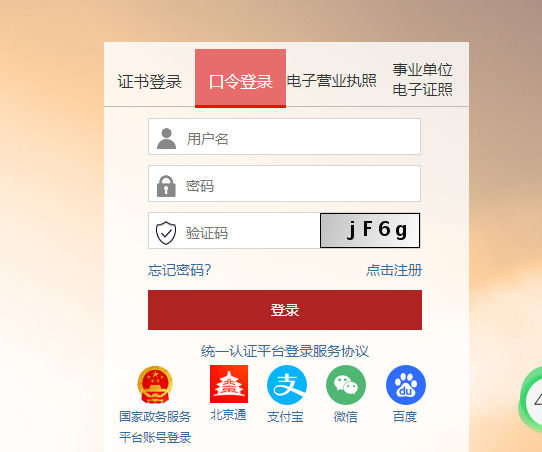 证书登录
口令登录
电子营业执照
事业单位
电子证照
用户名
密码
验证码
jF6g
忘记密码?
点击注册
登录
统一认证平台登录服务协议
国家政务服务
平台账号登录
北京通
支付宝
微信
百度
du